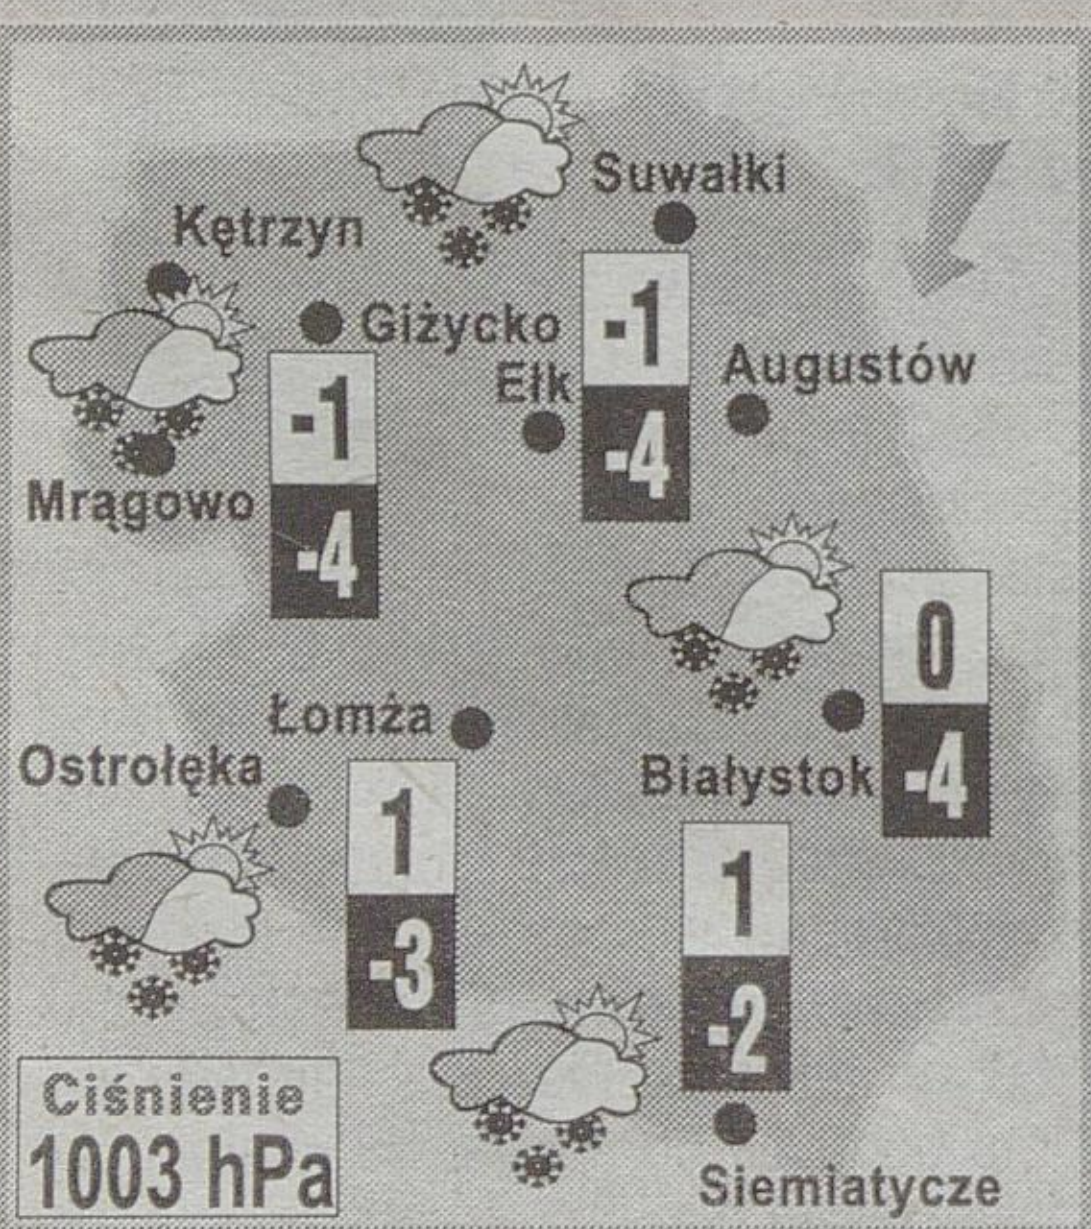 Suwałki
Kętrzyn
Giżycko
-1
-4
Ełk
Augustów
-1
-4
Mrągowo
0
-4
Łomża
Ostrołęka
Białystok
1
-3
1
-2
Ciśnienie
1003 hPa
Siemiatycze